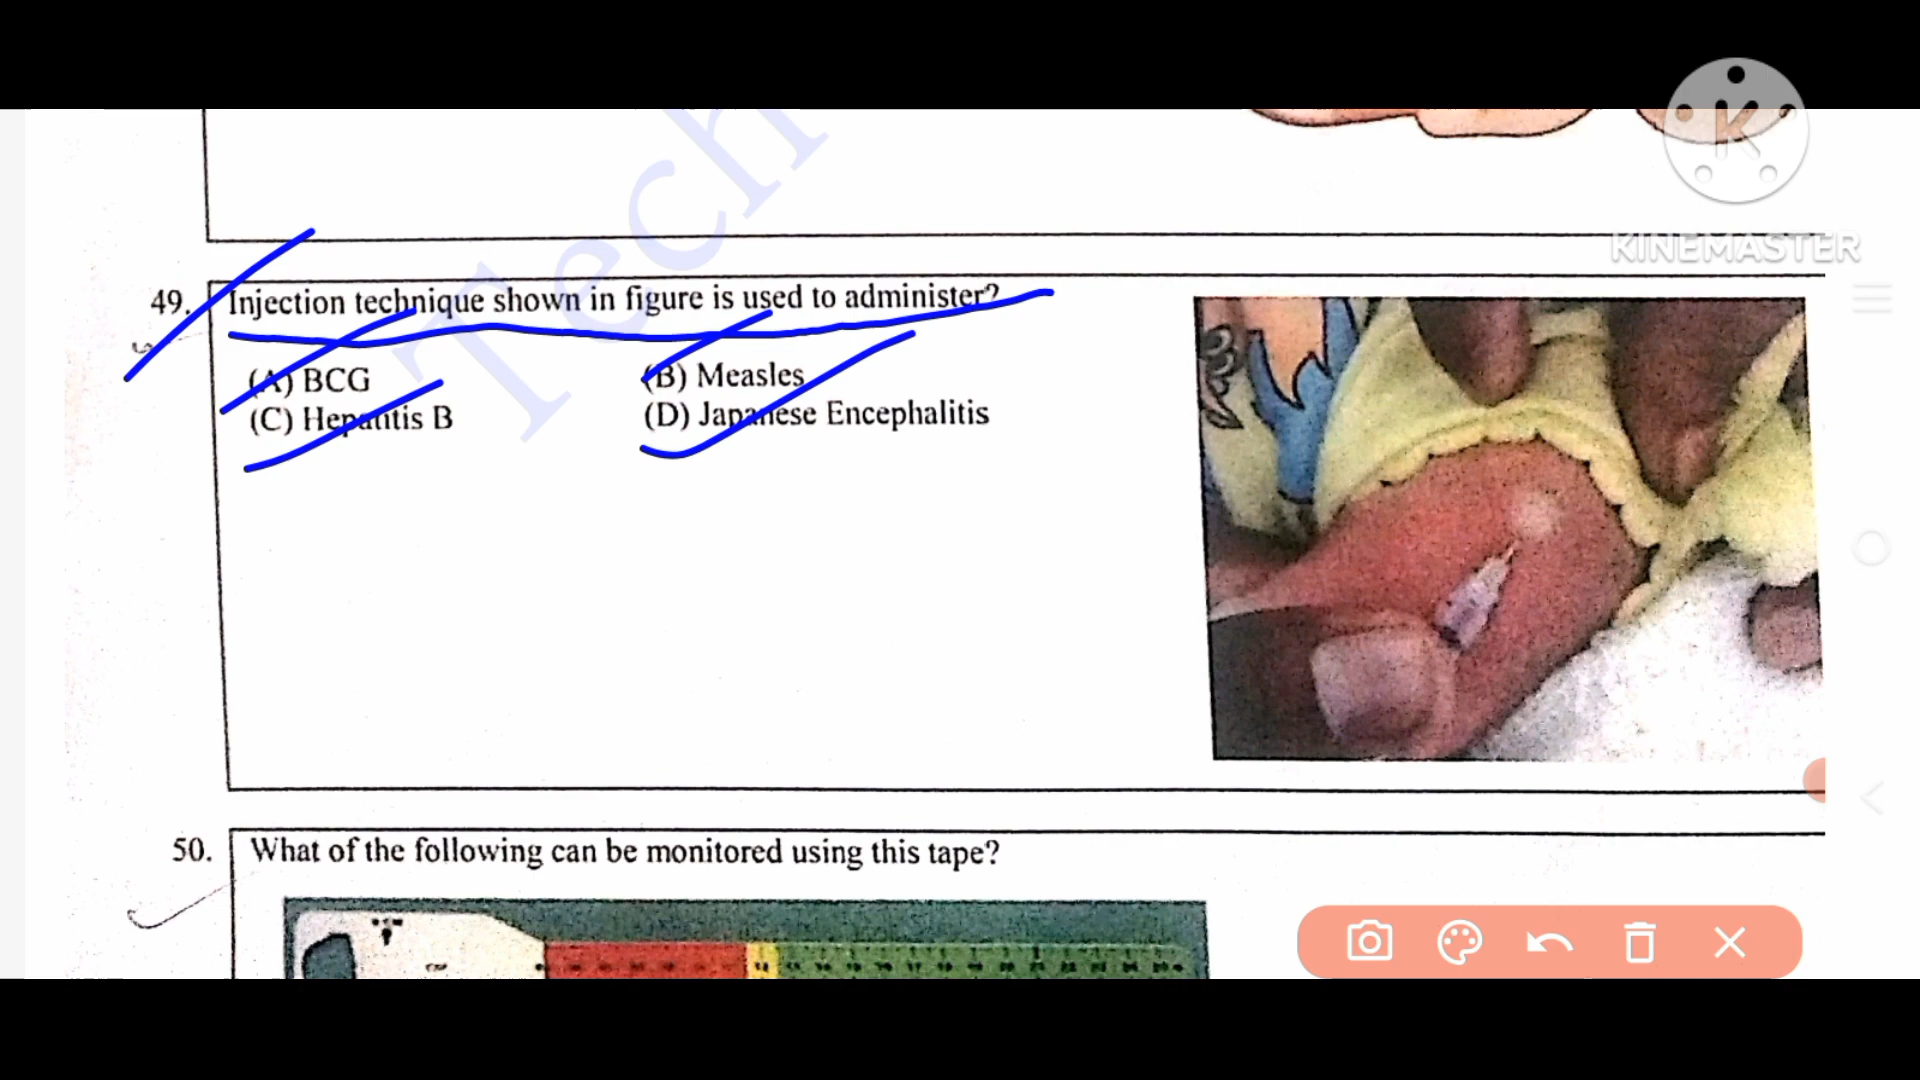 Tech
KINEMASTER
49. Injection technique shown in figure is used to administer?
(A) BCG (B) Measles
(C) Hepatitis B (D) Japanese Encephalitis
50. What of the following can be monitored using this tape?